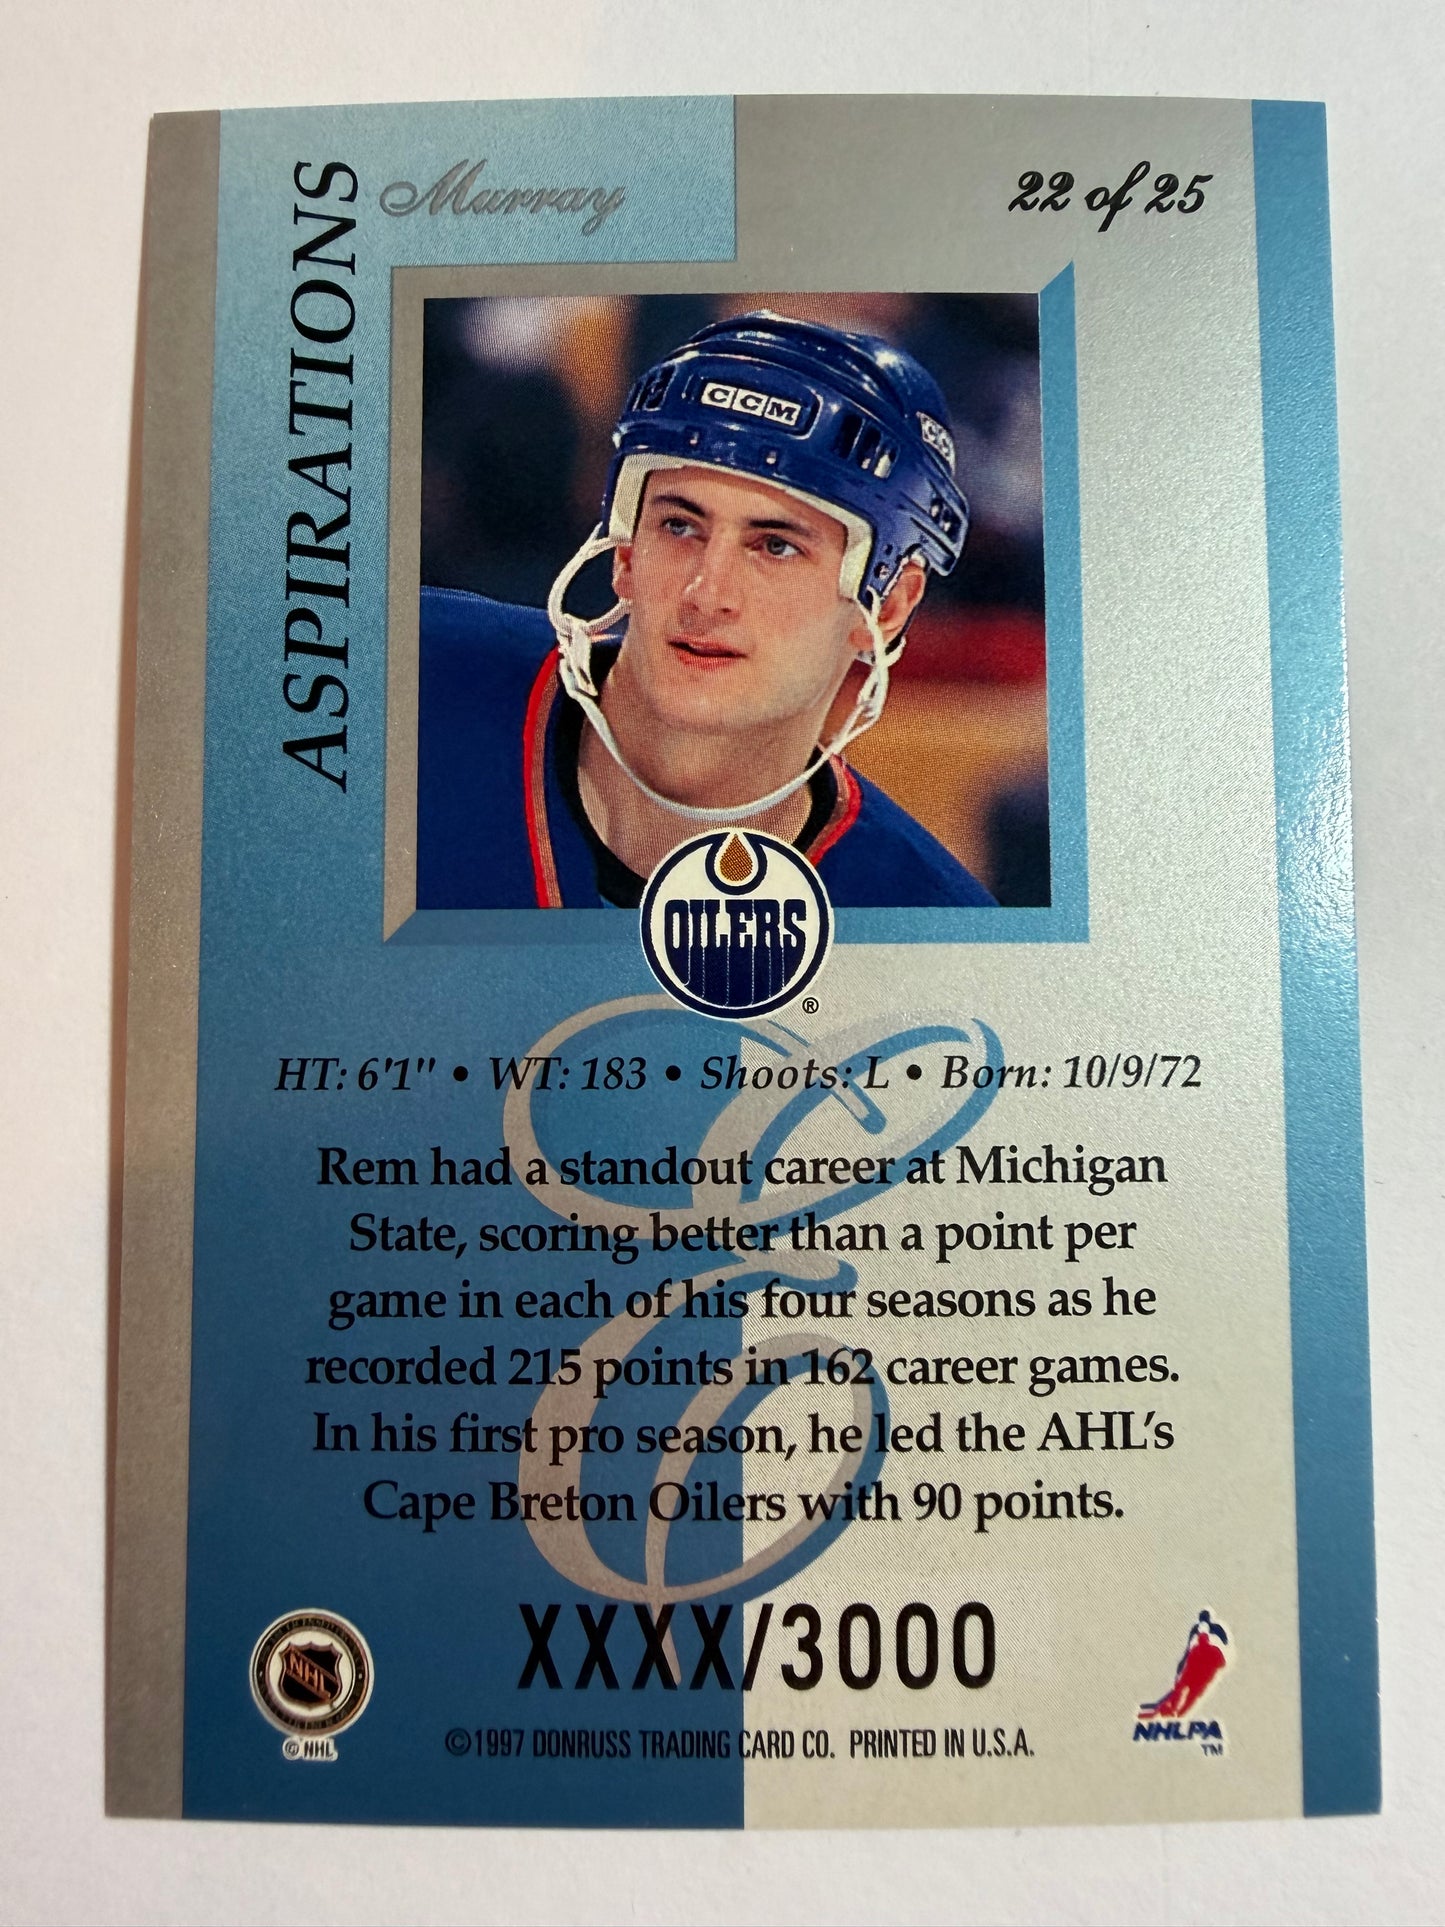 ASPIRATIONS
Murray
22 of 25
CCM
OILERS
®
HT: 6'1" • WT: 183 • Shoots: L • Born: 10/9/72
Rem had a standout career at Michigan
State, scoring better than a point per
game in each of his four seasons as he
recorded 215 points in 162 career games.
In his first pro season, he led the AHL's
Cape Breton Oilers with 90 points.
XXXX/3000
NHL
© NHL
©1997 DONRUSS TRADING CARD CO. PRINTED IN U.S.A.
NHLPA
TM